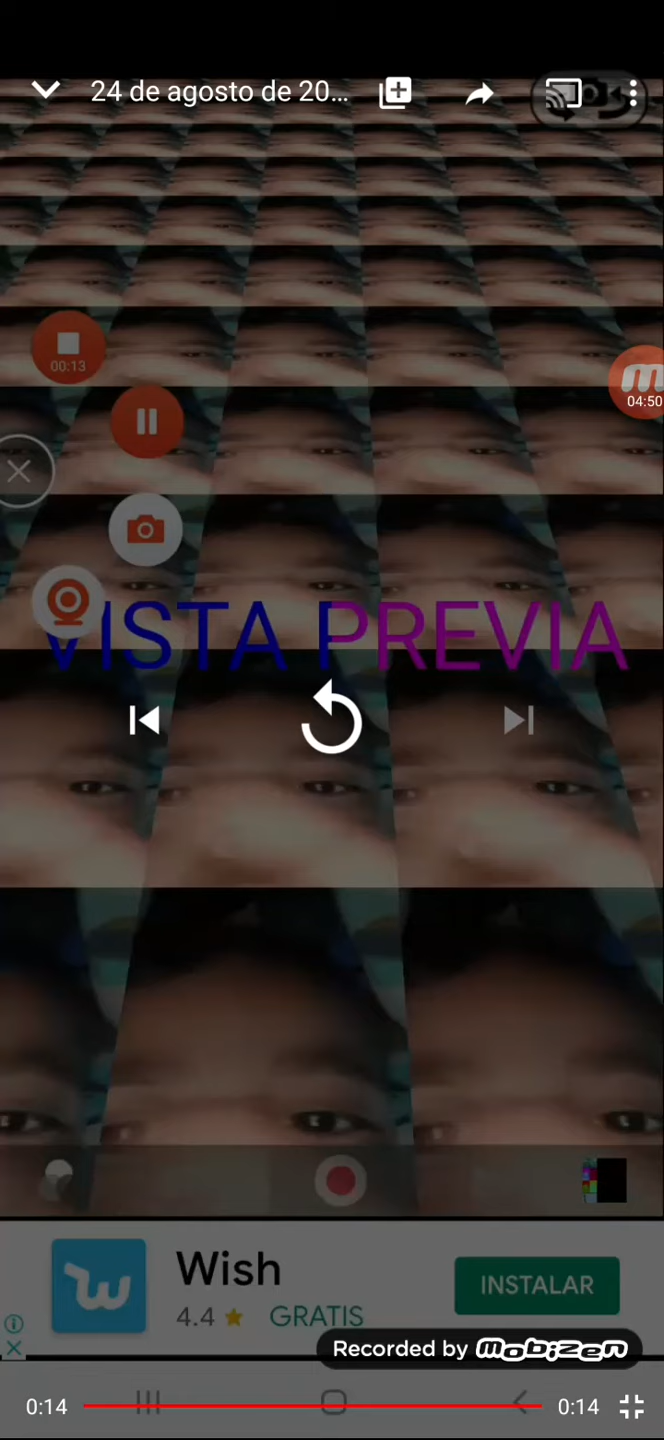 24 de agosto de 20...
00:13
04:50
VISTA PREVIA
Wish
4.4 ★ GRATIS
INSTALAR
Recorded by mobizen
0:14
0:14